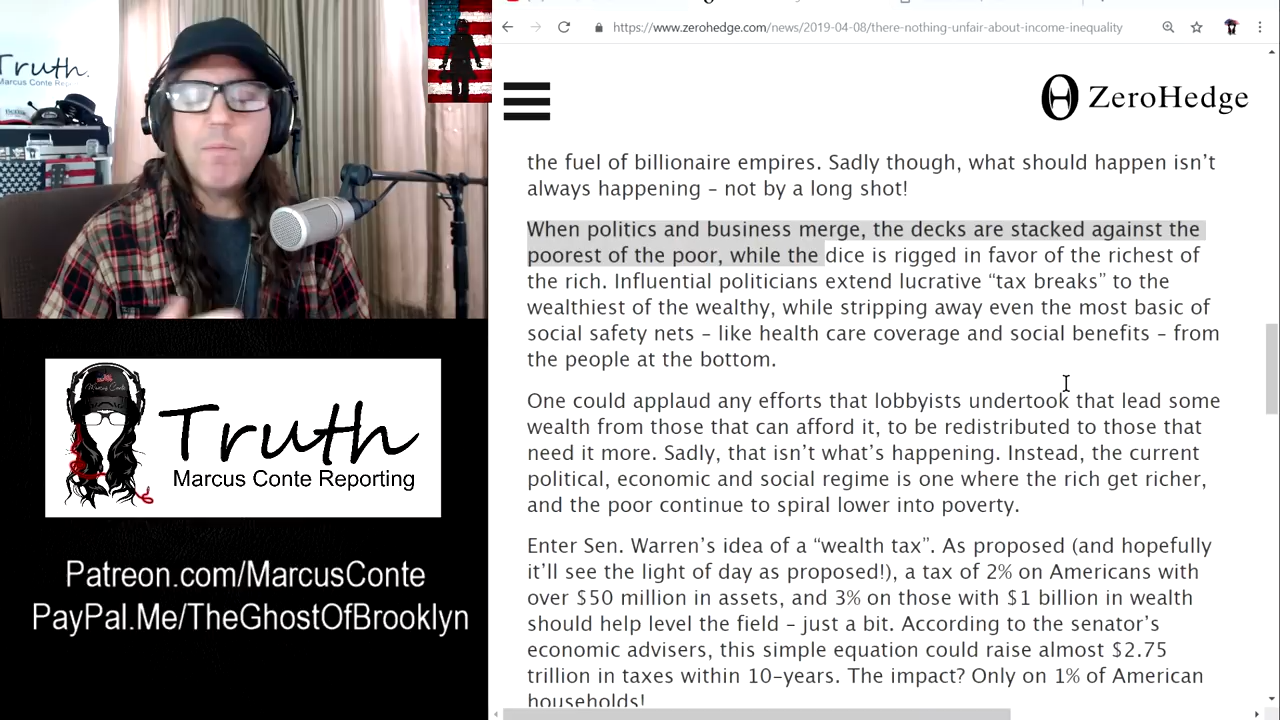 Truth.
Marcus Conte Rep
https://www.zerohedge.com/news/2019-04-08/here-nothing-unfair-about-income-inequality
ZeroHedge
the fuel of billionaire empires. Sadly though, what should happen isn't
always happening – not by a long shot!
When politics and business merge, the decks are stacked against the
poorest of the poor, while the dice is rigged in favor of the richest of
the rich. Influential politicians extend lucrative “tax breaks” to the
wealthiest of the wealthy, while stripping away even the most basic of
social safety nets – like health care coverage and social benefits – from
the people at the bottom.
One could applaud any efforts that lobbyists undertook that lead some
wealth from those that can afford it, to be redistributed to those that
need it more. Sadly, that isn't what's happening. Instead, the current
political, economic and social regime is one where the rich get richer,
and the poor continue to spiral lower into poverty.
Enter Sen. Warren's idea of a “wealth tax”. As proposed (and hopefully
it'll see the light of day as proposed!), a tax of 2% on Americans with
over $50 million in assets, and 3% on those with $1 billion in wealth
should help level the field – just a bit. According to the senator's
economic advisers, this simple equation could raise almost $2.75
trillion in taxes within 10-years. The impact? Only on 1% of American
households!
Truth
Marcus Conte Reporting
Patreon.com/MarcusConte
PayPal.Me/TheGhostOfBrooklyn